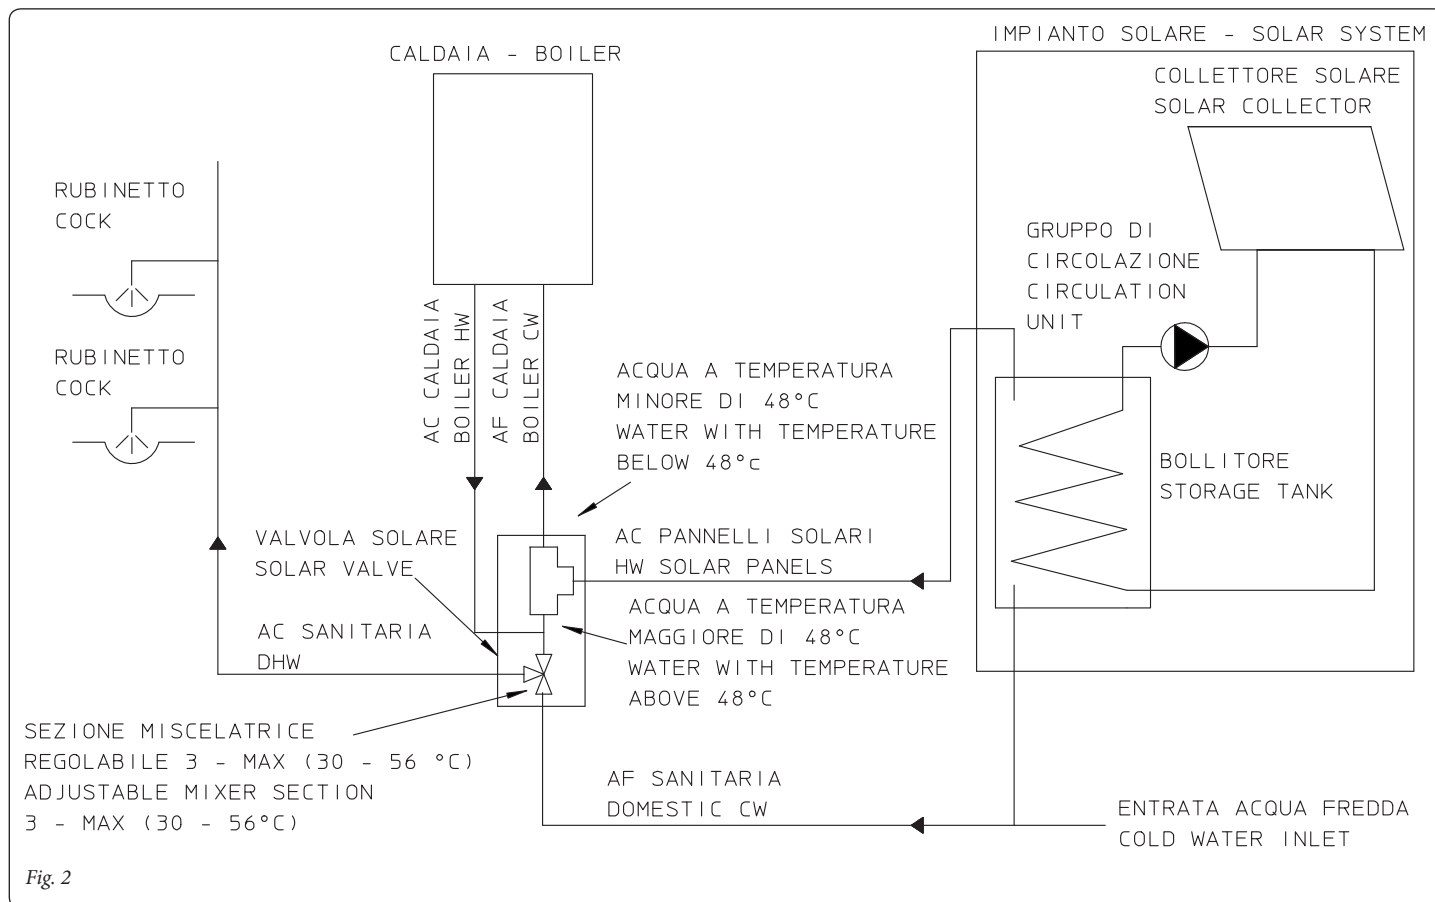 IMPIANTO SOLARE - SOLAR SYSTEM
CALDAIA - BOILER
COLLETTORE SOLARE
SOLAR COLLECTOR
RUBINETTO
COCK
GRUPPO DI
CIRCOLAZIONE
CIRCULATION
UNIT
RUBINETTO
COCK
AC CALDAIA
BOILER HW
AF CALDAIA
BOILER CW
ACQUA A TEMPERATURA
MINORE DI 48°C
WATER WITH TEMPERATURE
BELOW 48°c
BOLLITORE
STORAGE TANK
VALVOLA SOLARE
SOLAR VALVE
AC PANNELLI SOLARI
HW SOLAR PANELS
ACQUA A TEMPERATURA
MAGGIORE DI 48°C
WATER WITH TEMPERATURE
ABOVE 48°C
AC SANITARIA
DHW
SEZIONE MISCELATRICE
REGOLABILE 3 - MAX (30 - 56 °C)
ADJUSTABLE MIXER SECTION
3 - MAX (30 - 56°C)
AF SANITARIA
DOMESTIC CW
ENTRATA ACQUA FREDDA
COLD WATER INLET
Fig. 2